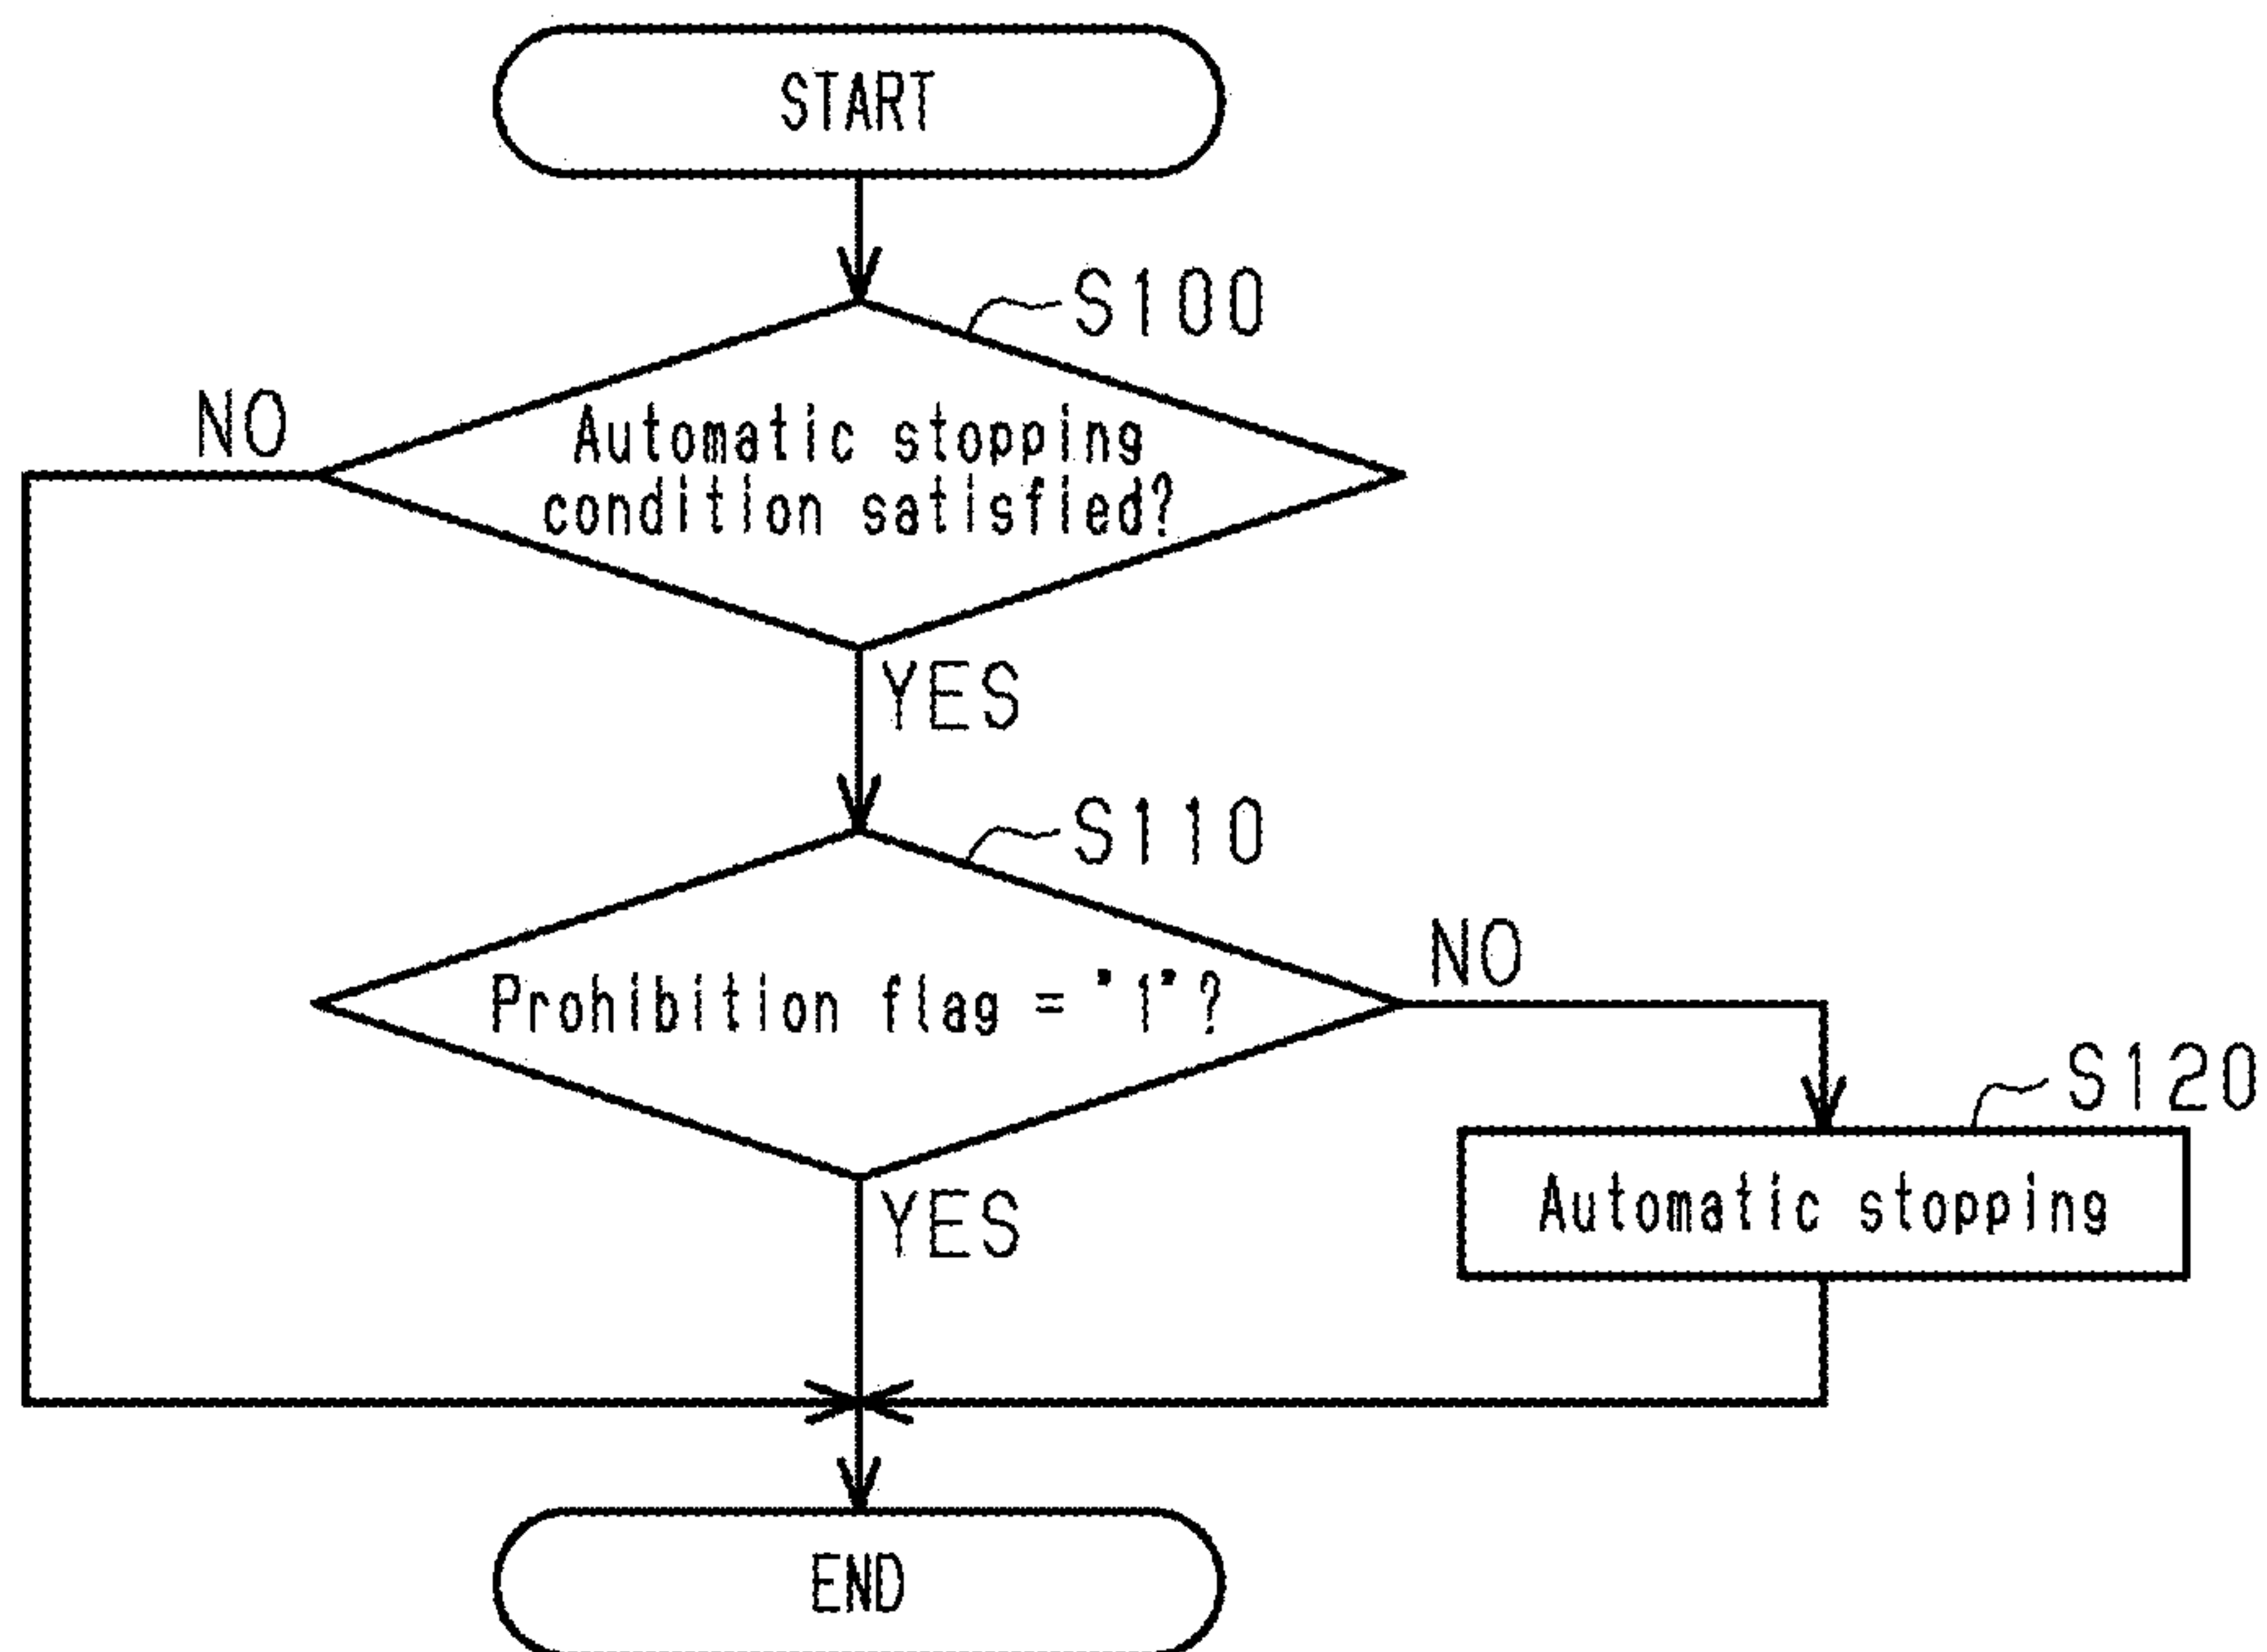 START
S100
NO
Automatic stopping
condition satisfied?
YES
S110
NO
Prohibition flag = "1"?
S120
YES
Automatic stopping
END